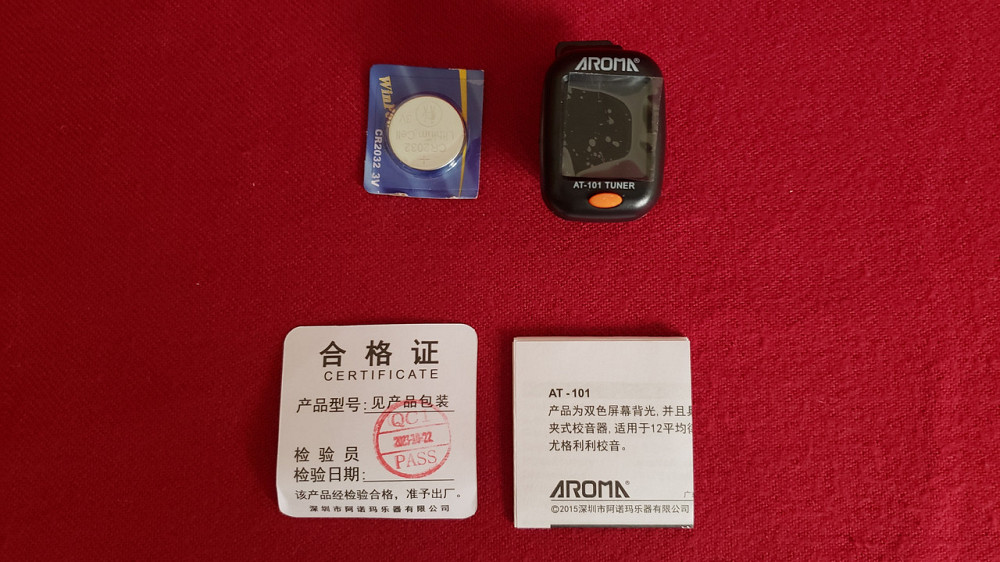 CR2032 3V
CR2032
AROMA®
AT-101 TUNER
合格证
CERTIFICATE
产品型号:见产品包装
检验员
检验日期:
QC1
2023-10-22
PASS
该产品经检验合格，准予出厂。
深圳市阿诺玛乐器有限公司
AT-101
产品为双色屏幕背光,并且
夹式校音器,适用于12平均
尤格利利校音。
AROMA®
©2015深圳市阿诺玛乐器有限公司